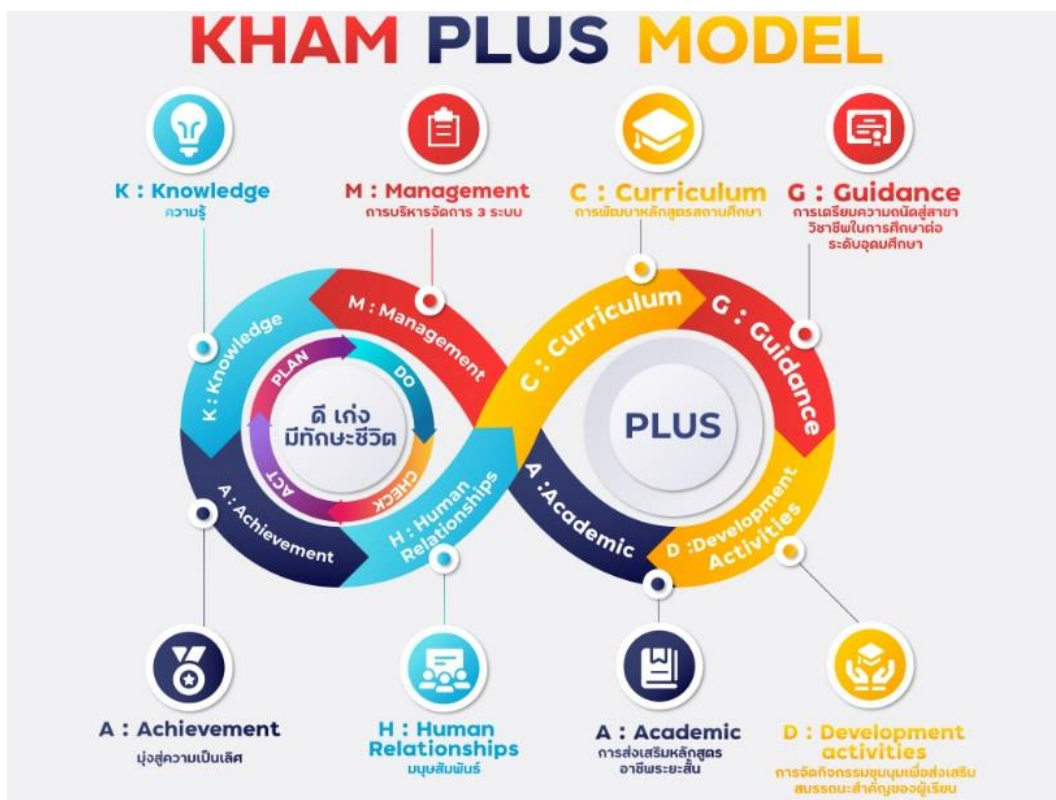 KHAM PLUS MODEL
K : Knowledge
ความรู้
M : Management
การบริหารจัดการ 3 ระบบ
C : Curriculum
การพัฒนาหลักสูตรสถานศึกษา
G : Guidance
การเตรียมความถนัดสู่สาขา
วิชาชีพในการศึกษาต่อ
ระดับอุดมศึกษา
K : Knowledge
M : Management
C : Curriculum
G : Guidance
PLAN
DO
CHECK
ACT
ดี เก่ง
มีทักษะชีวิต
PLUS
A : Achievement
H : Human
Relationships
A :Academic
D :Development
Activities
A : Achievement
มุ่งสู่ความเป็นเลิศ
H : Human
Relationships
มนุษสัมพันธ์
A : Academic
การส่งเสริมหลักสูตร
อาชีพระยะสั้น
D : Development
activities
การจัดกิจกรรมชุมนุมเพื่อส่งเสริม
สมรรถนะสำคัญของผู้เรียน